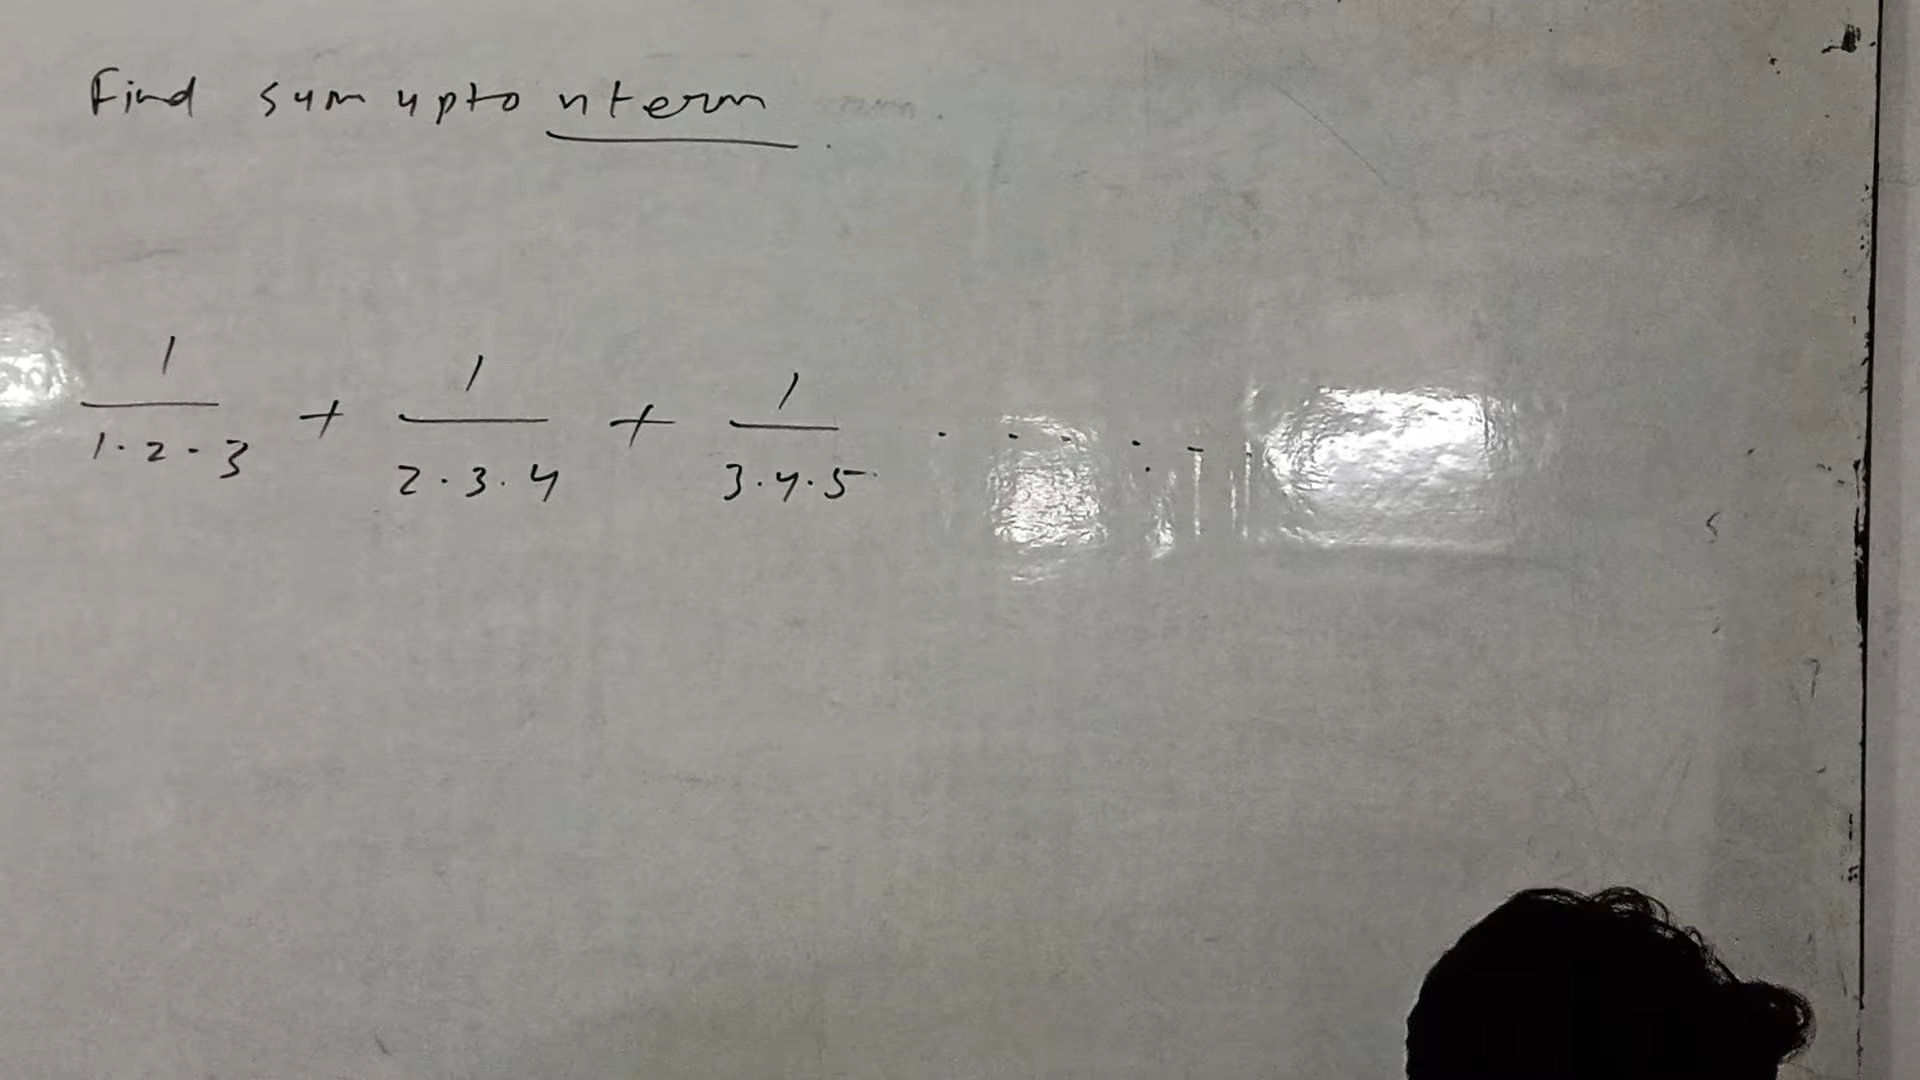 Find sum upto n term
1/1·2·3 + 1/2·3·4 + 1/3·4·5 ........